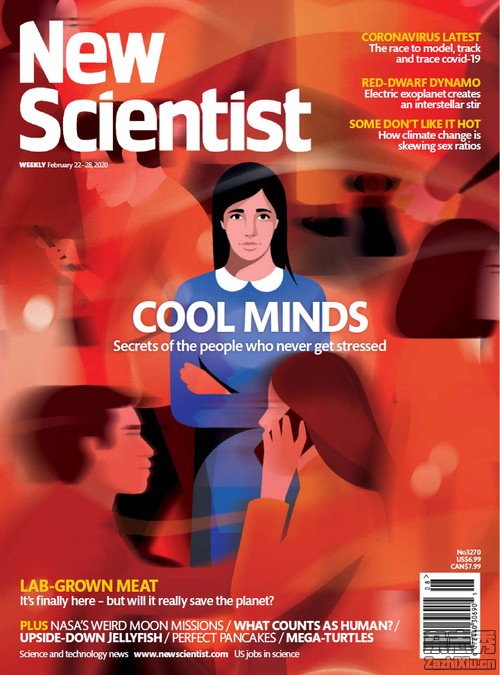 New
Scientist
WEEKLY February 22–28, 2020
CORONAVIRUS LATEST
The race to model, track
and trace covid-19
RED-DWARF DYNAMO
Electric exoplanet creates
an interstellar stir
SOME DON'T LIKE IT HOT
How climate change is
skewing sex ratios
COOL MINDS
Secrets of the people who never get stressed
No3270
US$6.99
CAN$7.99
LAB-GROWN MEAT
It's finally here – but will it really save the planet?
PLUS NASA'S WEIRD MOON MISSIONS / WHAT COUNTS AS HUMAN? /
UPSIDE-DOWN JELLYFISH / PERFECT PANCAKES / MEGA-TURTLES
Science and technology news www.newscientist.com US jobs in science
ZaZhiXiu.cn